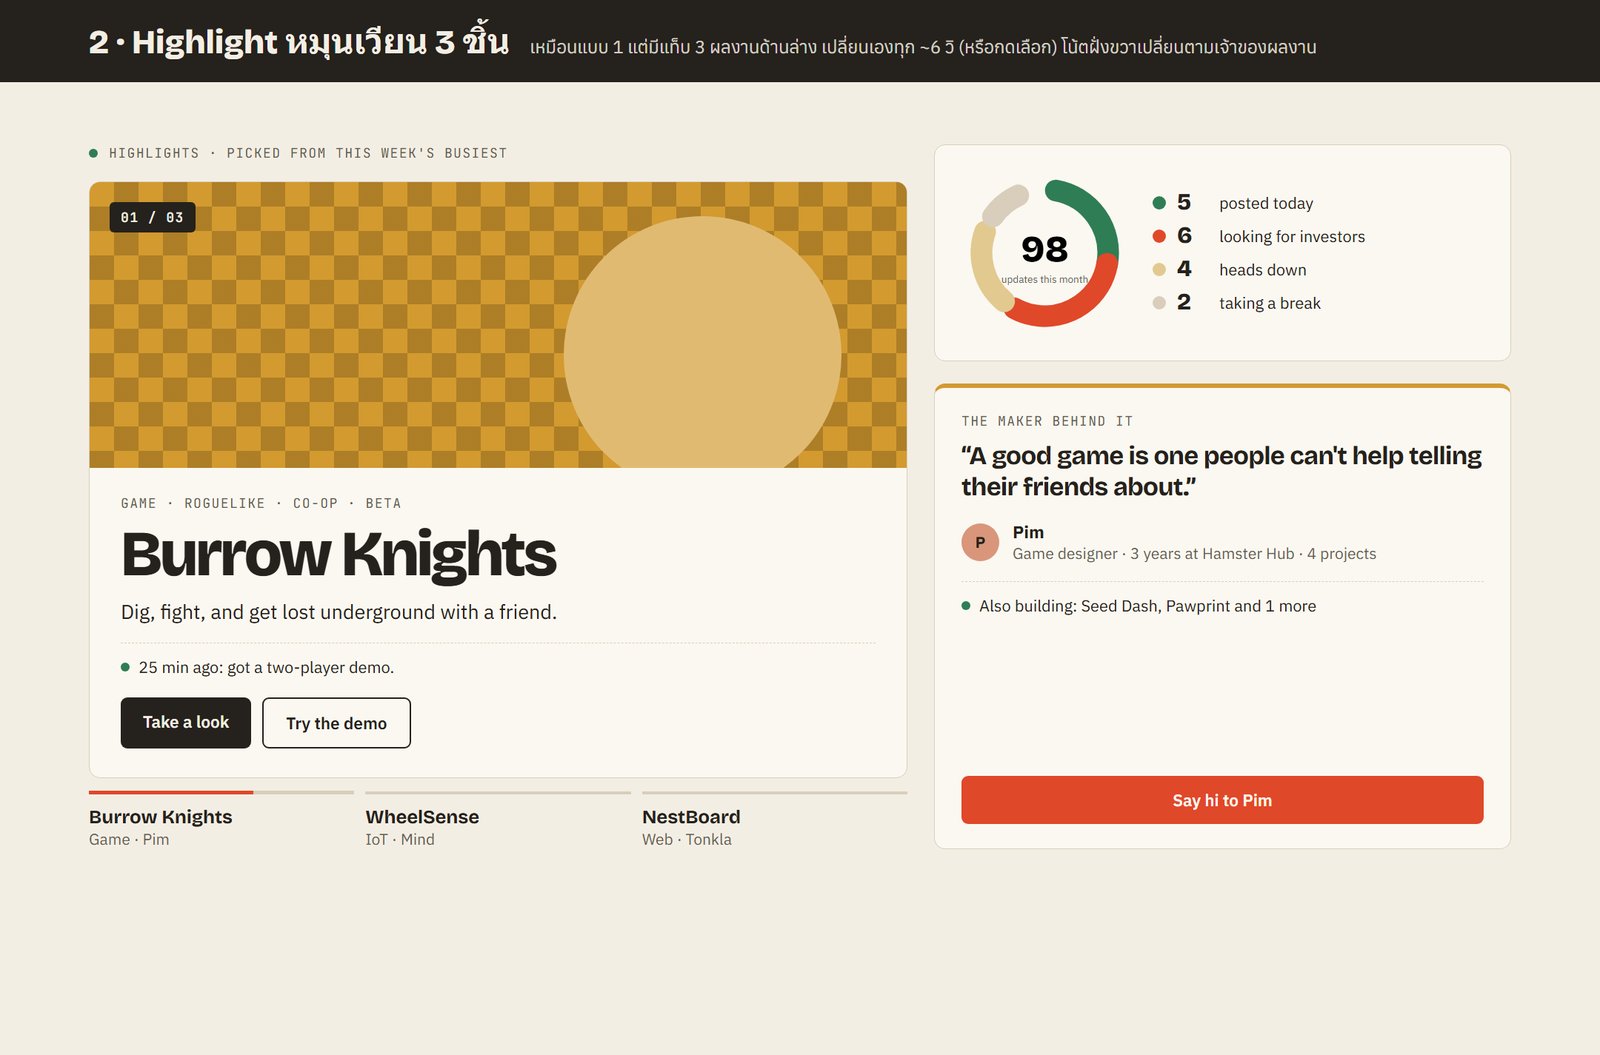 2 · Highlight หมุนเวียน 3 ชิ้น
เหมือนแบบ 1 แต่มีแท็บ 3 ผลงานด้านล่าง เปลี่ยนเองทุก ~6 วิ (หรือกดเลือก) โน้ตฝั่งขวาเปลี่ยนตามเจ้าของผลงาน
HIGHLIGHTS · PICKED FROM THIS WEEK'S BUSIEST
01 / 03
GAME · ROGUELIKE · CO-OP · BETA
Burrow Knights
Dig, fight, and get lost underground with a friend.
25 min ago: got a two-player demo.
Take a look
Try the demo
Burrow Knights
Game · Pim
WheelSense
IoT · Mind
NestBoard
Web · Tonkla
98
updates this month
5 posted today
6 looking for investors
4 heads down
2 taking a break
THE MAKER BEHIND IT
“A good game is one people can't help telling
their friends about.”
P
Pim
Game designer · 3 years at Hamster Hub · 4 projects
Also building: Seed Dash, Pawprint and 1 more
Say hi to Pim